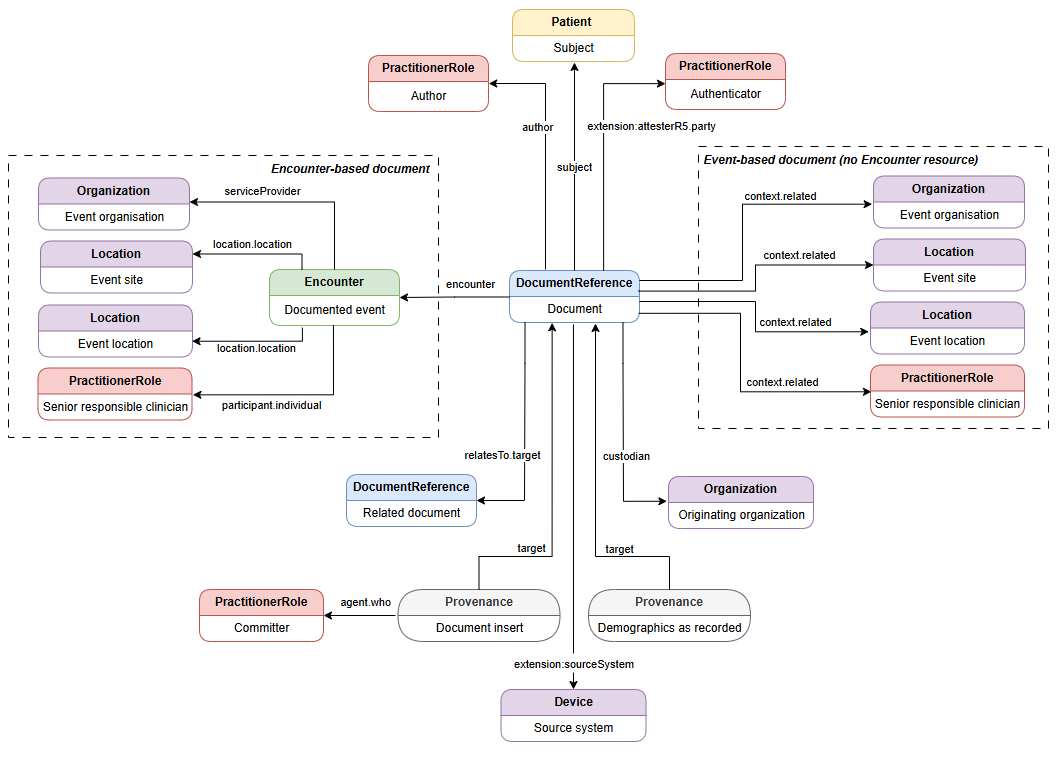 Patient
Subject
PractitionerRole
Author
PractitionerRole
Authenticator
author
extension:attesterR5.party
subject
Encounter-based document
Organization
Event organisation
serviceProvider
Location
Event site
location.location
Encounter
Documented event
encounter
Location
Event location
location.location
PractitionerRole
Senior responsible clinician
participant.individual
DocumentReference
Document
Event-based document (no Encounter resource)
context.related
Organization
Event organisation
context.related
Location
Event site
context.related
Location
Event location
context.related
PractitionerRole
Senior responsible clinician
relatesTo.target
custodian
DocumentReference
Related document
Organization
Originating organization
target
target
PractitionerRole
Committer
agent.who
Provenance
Document insert
Provenance
Demographics as recorded
extension:sourceSystem
Device
Source system